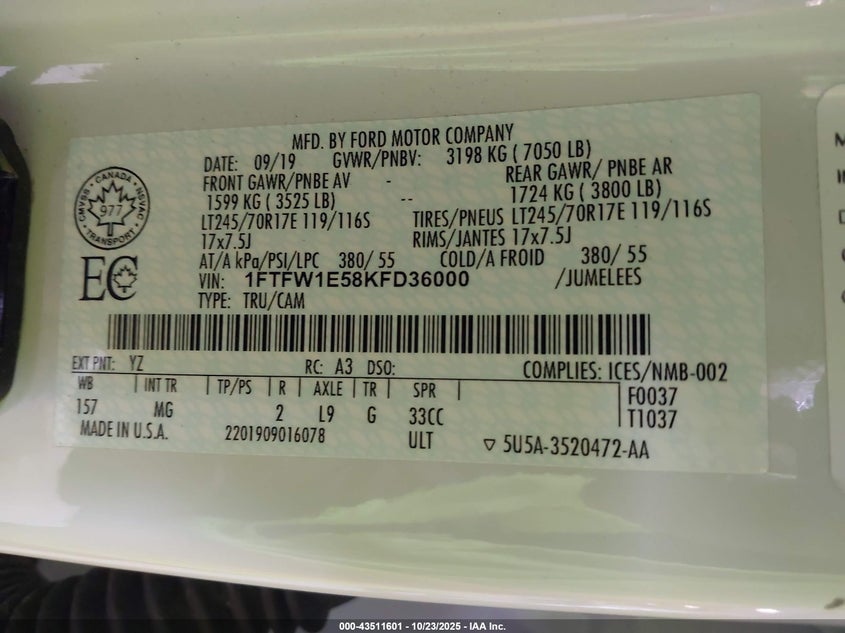 MFD. BY FORD MOTOR COMPANY
DATE: 09/19 GVWR/PNBV: 3198 KG ( 7050 LB)
FRONT GAWR/PNBE AV - REAR GAWR/ PNBE AR
1599 KG ( 3525 LB) -- 1724 KG ( 3800 LB)
LT245/70R17E 119/116S TIRES/PNEUS LT245/70R17E 119/116S
17x7.5J RIMS/JANTES 17x7.5J
AT/A kPa/PSI/LPC 380/ 55 COLD/A FROID 380/ 55
VIN: 1FTFW1E58KFD36000 /JUMELEES
TYPE: TRU/CAM
CANADA
CMVSS NSVAC
977
TRANSPORT
EC
EXT PNT: YZ RC: A3 DSO: COMPLIES: ICES/NMB-002
WB INT TR TP/PS R AXLE TR SPR F0037
157 MG 2 L9 G 33CC T1037
MADE IN U.S.A. 2201909016078 ULT 5U5A-3520472-AA
000-43511601 - 10/23/2025 - IAA Inc.